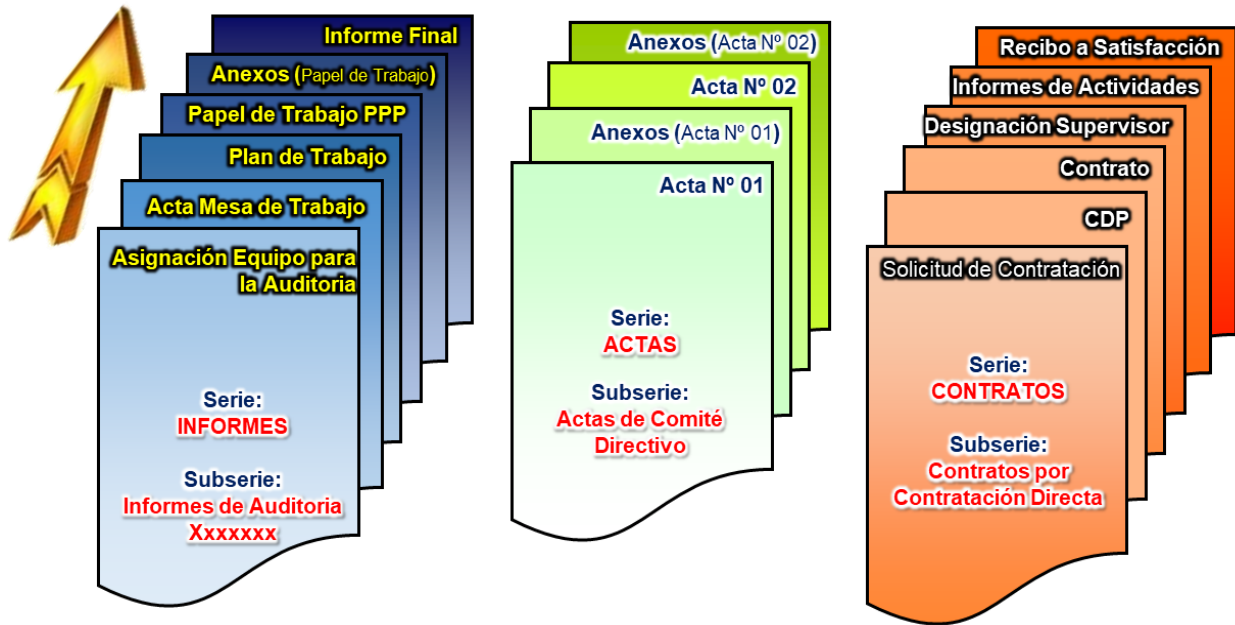 Informe Final
Anexos (Papel de Trabajo)
Papel de Trabajo PPP
Plan de Trabajo
Acta Mesa de Trabajo
Asignación Equipo para
la Auditoria
Serie:
INFORMES
Subserie:
Informes de Auditoria
Xxxxxxx
Anexos (Acta Nº 02)
Acta Nº 02
Anexos (Acta Nº 01)
Acta Nº 01
Serie:
ACTAS
Subserie:
Actas de Comité
Directivo
Recibo a Satisfacción
Informes de Actividades
Designación Supervisor
Contrato
CDP
Solicitud de Contratación
Serie:
CONTRATOS
Subserie:
Contratos por
Contratación Directa